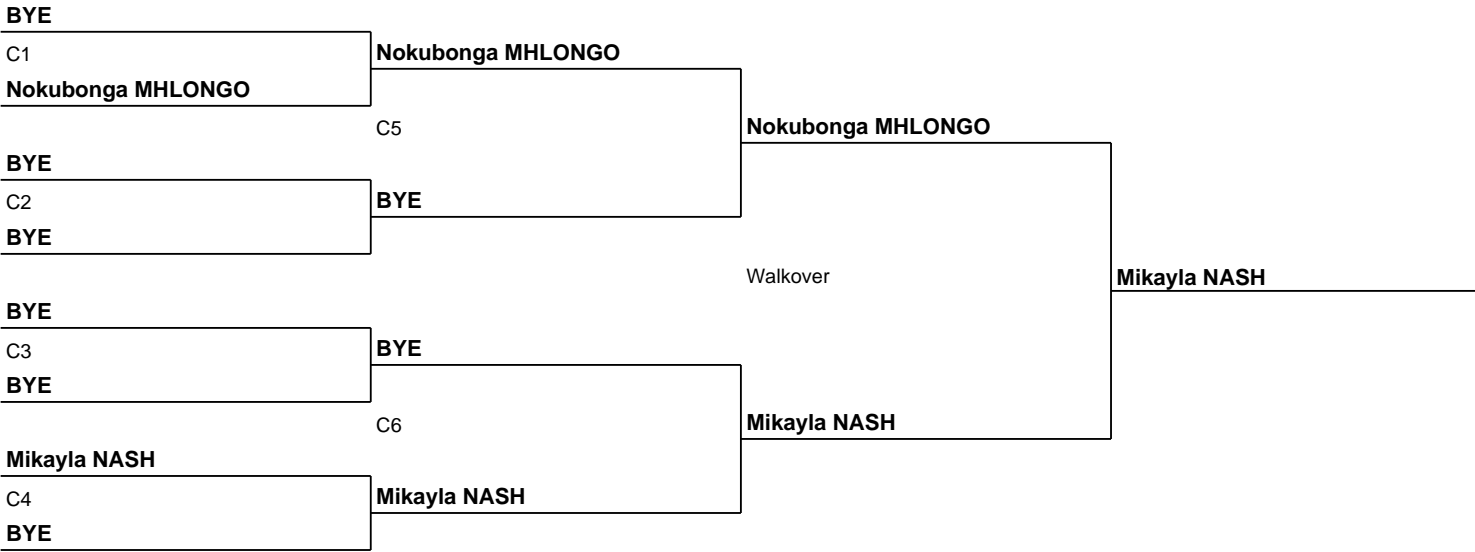 BYE
C1
Nokubonga MHLONGO
Nokubonga MHLONGO
C5
Nokubonga MHLONGO
BYE
C2
BYE
BYE
Walkover
Mikayla NASH
BYE
C3
BYE
BYE
C6
Mikayla NASH
Mikayla NASH
C4
Mikayla NASH
BYE